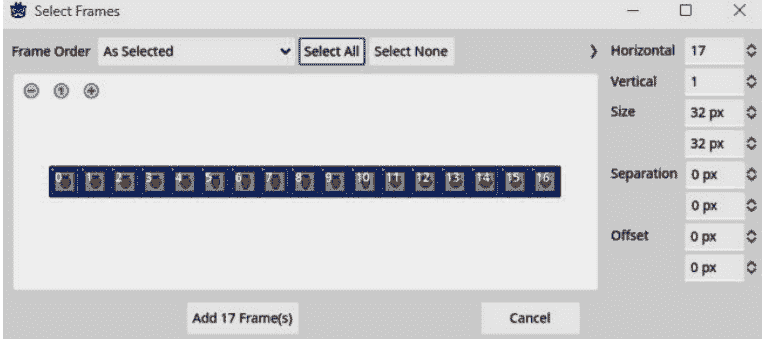 Select Frames
Frame Order As Selected Select All Select None
Horizontal 17
Vertical 1
Size 32 px
32 px
Separation 0 px
0 px
Offset 0 px
0 px
0 1 2 3 4 5 6 7 8 9 10 11 12 13 14 15 16
Add 17 Frame(s) Cancel